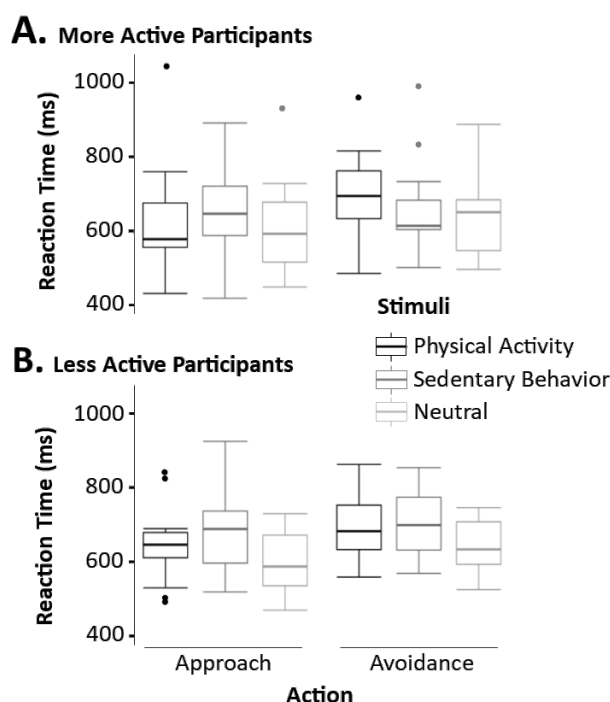 A. More Active Participants
Reaction Time (ms)
1000
800
600
400
Stimuli
Physical Activity
Sedentary Behavior
Neutral
B. Less Active Participants
Reaction Time (ms)
1000
800
600
400
Approach
Avoidance
Action